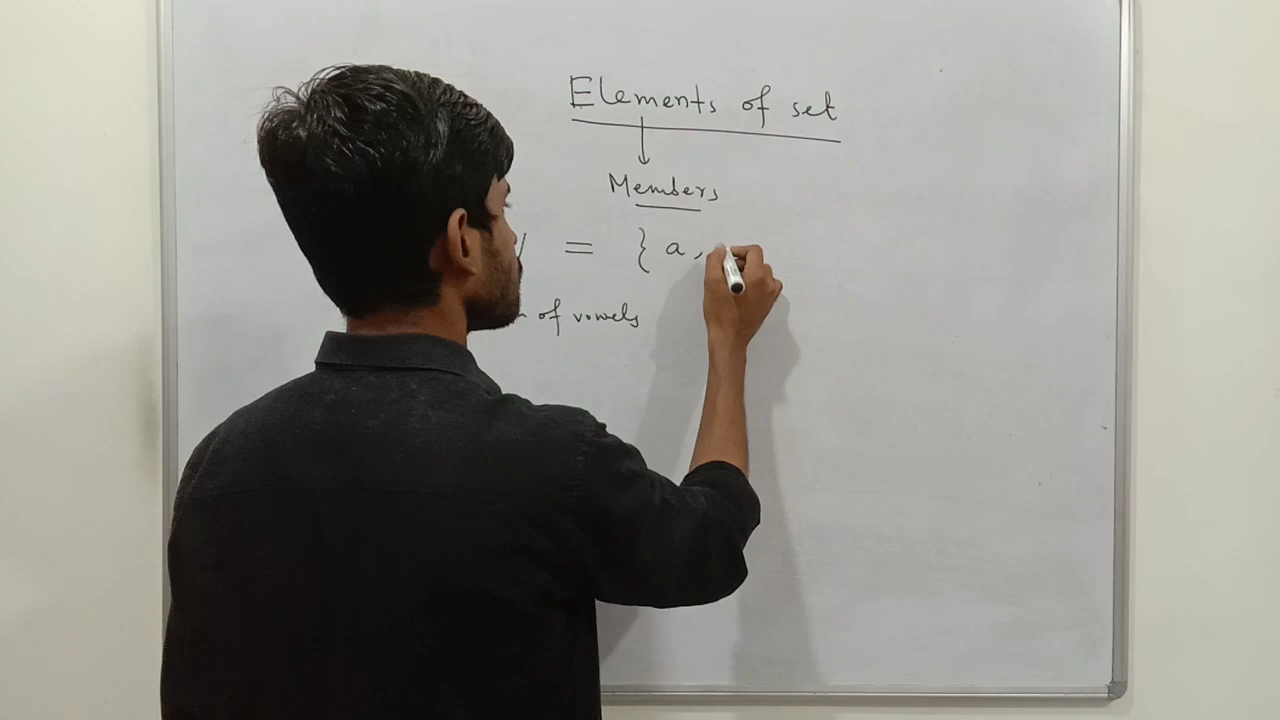 Elements of set
Members
= { a ,
of vowels